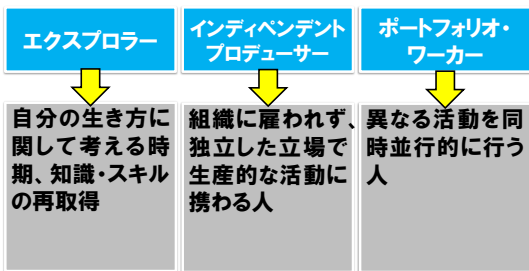 エクスプロラー
自分の生き方に
関して考える時
期、知識・スキル
の再取得
インディペンデント
プロデューサー
組織に雇われず、
独立した立場で
生産的な活動に
携わる人
ポートフォリオ・
ワーカー
異なる活動を同
時並行的に行う
人